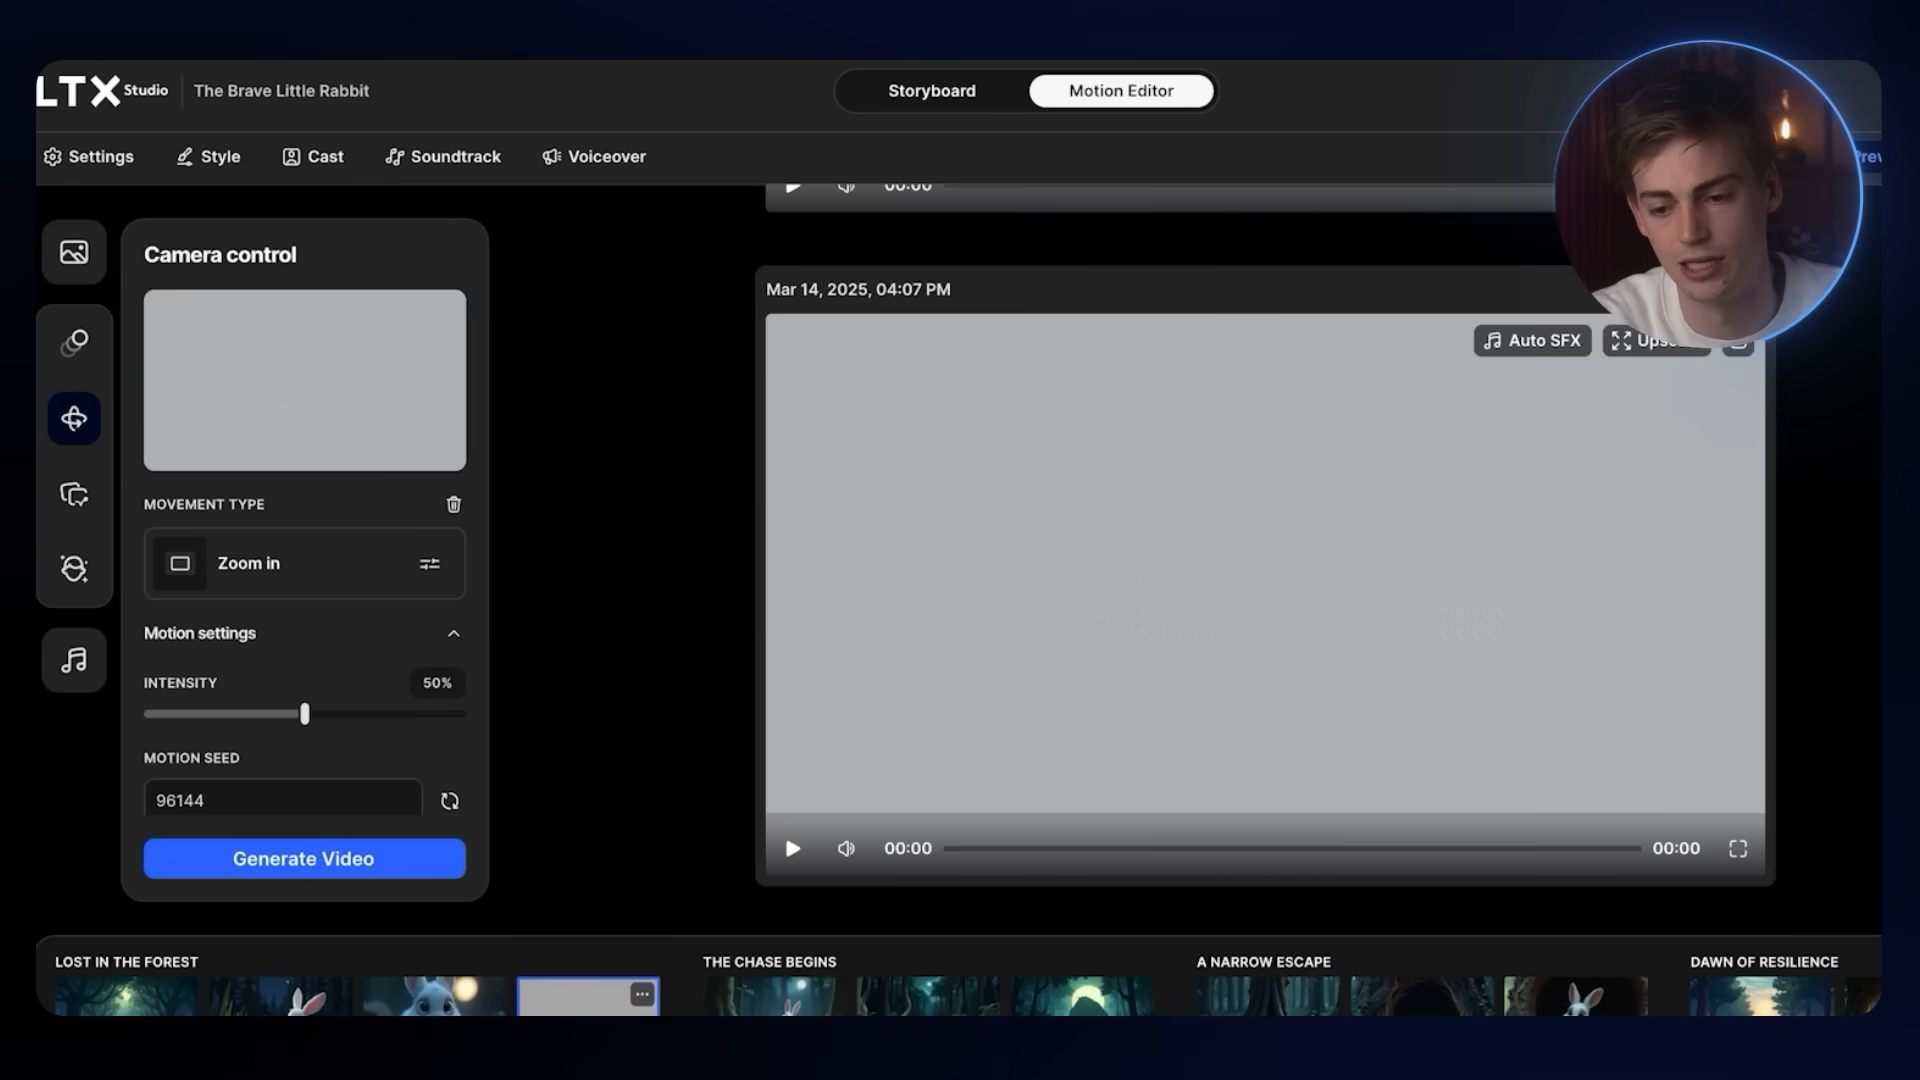 LTX Studio
The Brave Little Rabbit
Storyboard
Motion Editor
Settings
Style
Cast
Soundtrack
Voiceover
Camera control
MOVEMENT TYPE
Zoom in
Motion settings
INTENSITY
50%
MOTION SEED
96144
Generate Video
00:00
Mar 14, 2025, 04:07 PM
Auto SFX
00:00
00:00
LOST IN THE FOREST
THE CHASE BEGINS
A NARROW ESCAPE
DAWN OF RESILIENCE